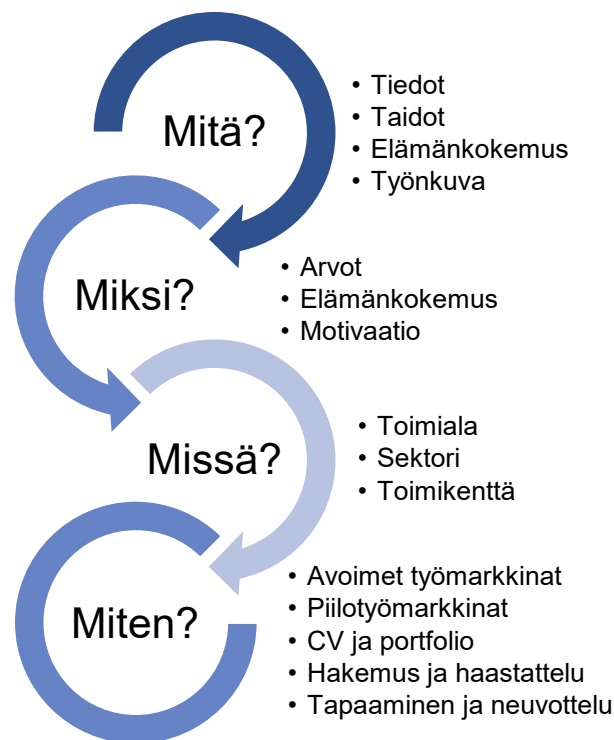 Mitä?
• Tiedot
• Taidot
• Elämänkokemus
• Työnkuva
Miksi?
• Arvot
• Elämänkokemus
• Motivaatio
Missä?
• Toimiala
• Sektori
• Toimikenttä
Miten?
• Avoimet työmarkkinat
• Piilotyömarkkinat
• CV ja portfolio
• Hakemus ja haastattelu
• Tapaaminen ja neuvottelu